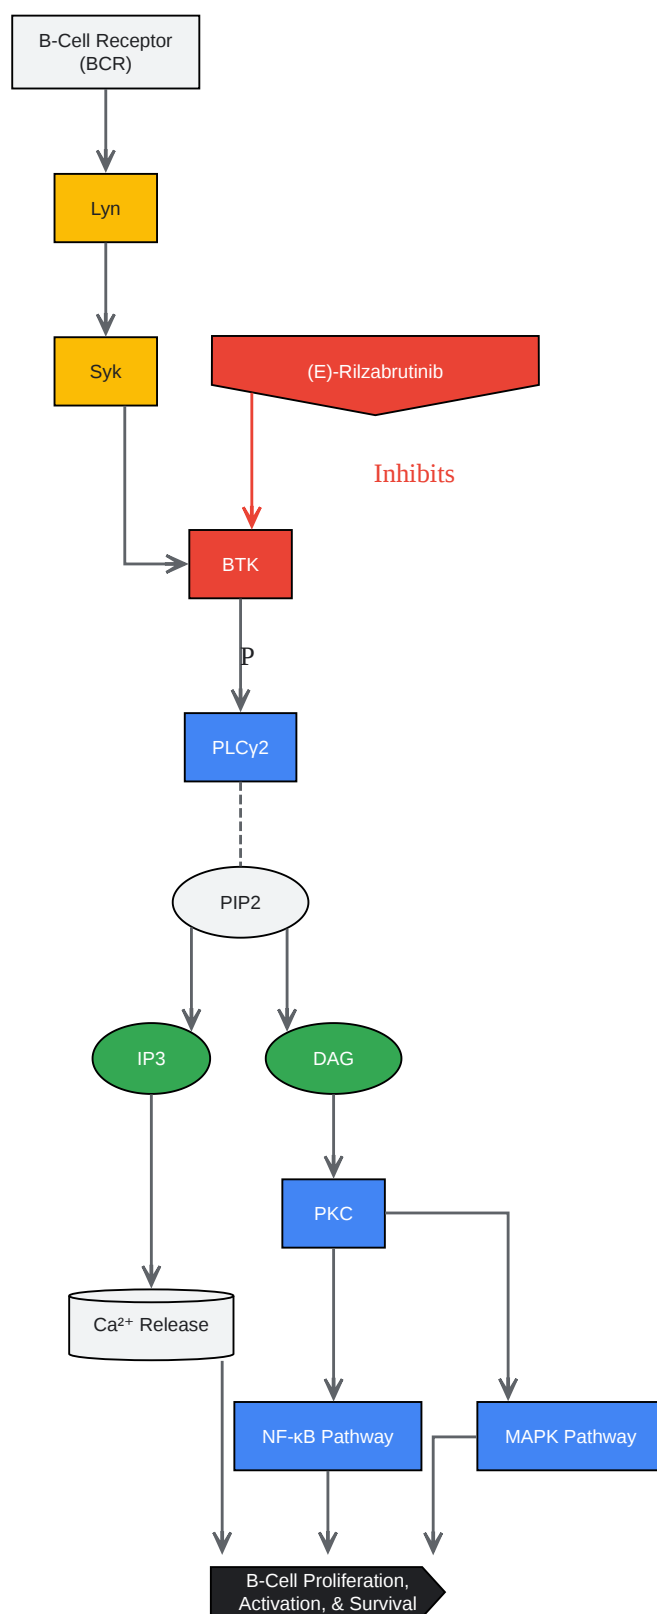 B-Cell Receptor
(BCR)
Lyn
Syk
(E)-Rilzabrutinib
Inhibits
BTK
P
PLCγ2
PIP2
IP3
DAG
PKC
Ca²⁺ Release
NF-κB Pathway
MAPK Pathway
B-Cell Proliferation,
Activation, & Survival